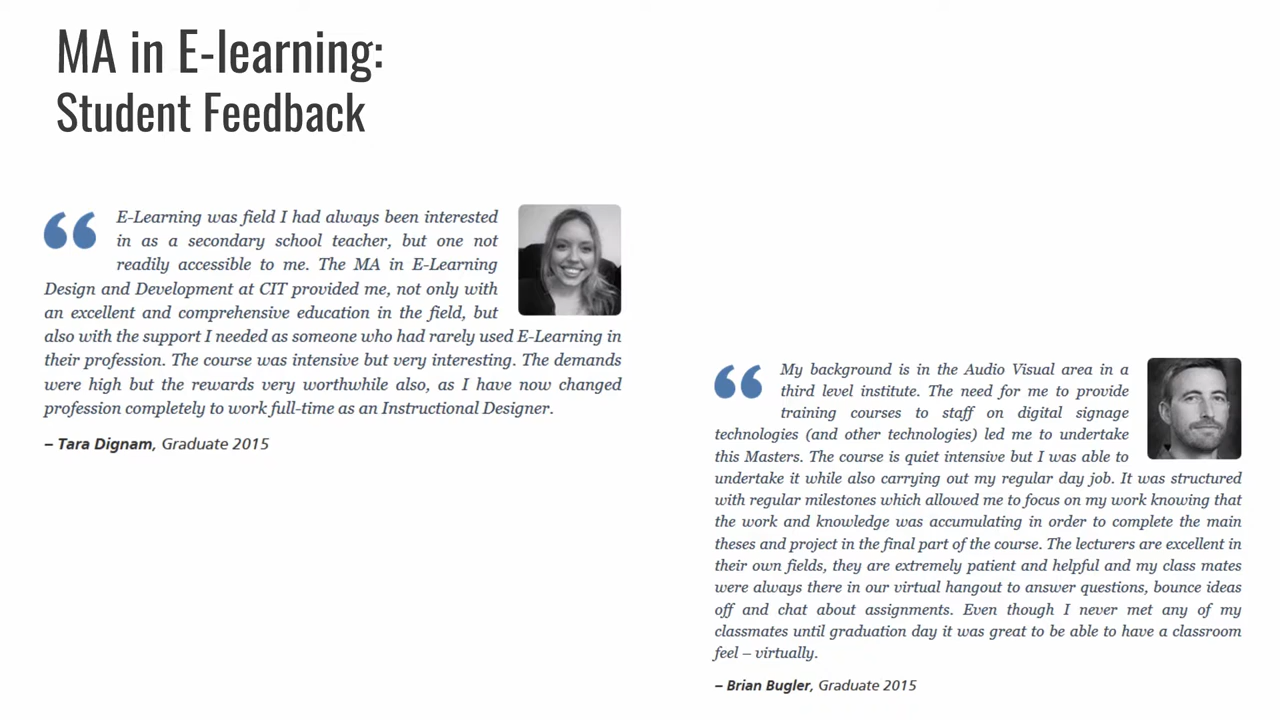 MA in E-learning:
Student Feedback
E-Learning was field I had always been interested
in as a secondary school teacher, but one not
readily accessible to me. The MA in E-Learning
Design and Development at CIT provided me, not only with
an excellent and comprehensive education in the field, but
also with the support I needed as someone who had rarely used E-Learning in
their profession. The course was intensive but very interesting. The demands
were high but the rewards very worthwhile also, as I have now changed
profession completely to work full-time as an Instructional Designer.
– Tara Dignam, Graduate 2015
My background is in the Audio Visual area in a
third level institute. The need for me to provide
training courses to staff on digital signage
technologies (and other technologies) led me to undertake
this Masters. The course is quiet intensive but I was able to
undertake it while also carrying out my regular day job. It was structured
with regular milestones which allowed me to focus on my work knowing that
the work and knowledge was accumulating in order to complete the main
theses and project in the final part of the course. The lecturers are excellent in
their own fields, they are extremely patient and helpful and my class mates
were always there in our virtual hangout to answer questions, bounce ideas
off and chat about assignments. Even though I never met any of my
classmates until graduation day it was great to be able to have a classroom
feel – virtually.
– Brian Bugler, Graduate 2015